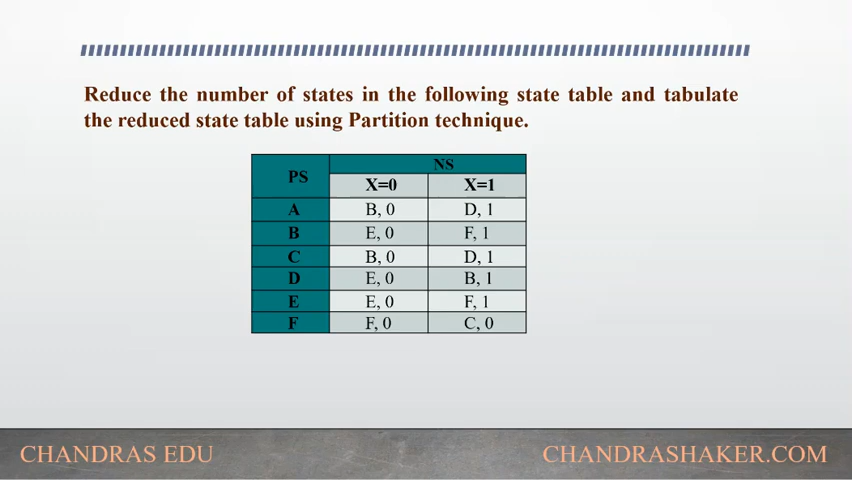 Reduce the number of states in the following state table and tabulate
the reduced state table using Partition technique.
PS NS
X=0 X=1
A B, 0 D, 1
B E, 0 F, 1
C B, 0 D, 1
D E, 0 B, 1
E E, 0 F, 1
F F, 0 C, 0
CHANDRAS EDU CHANDRASHAKER.COM